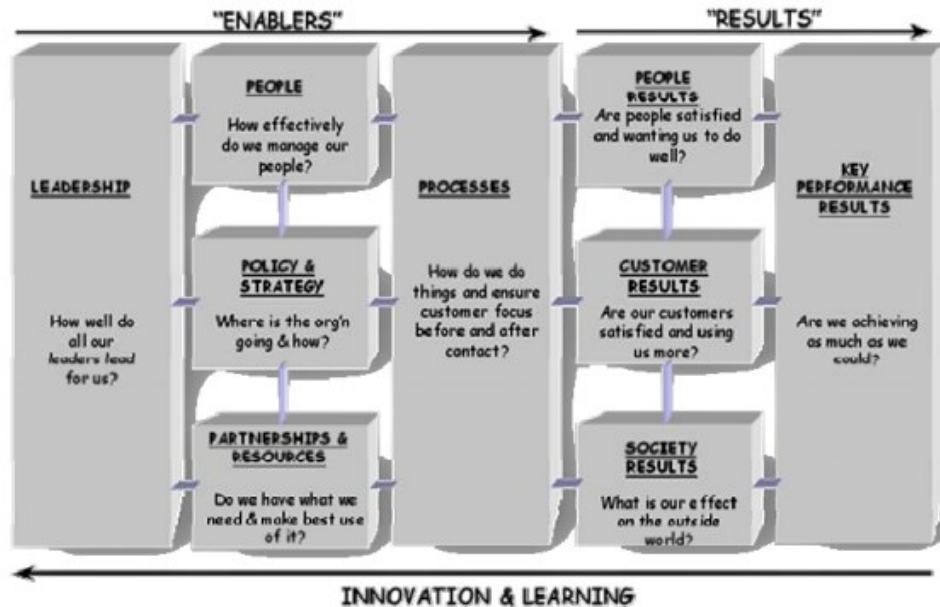 "ENABLERS"
"RESULTS"
LEADERSHIP
How well do
all our
leaders lead
for us?
PEOPLE
How effectively
do we manage our
people?
POLICY &
STRATEGY
Where is the org'n
going & how?
PARTNERSHIPS &
RESOURCES
Do we have what we
need & make best use
of it?
PROCESSES
How do we do
things and ensure
customer focus
before and after
contact?
PEOPLE
RESULTS
Are people satisfied
and wanting us to do
well?
CUSTOMER
RESULTS
Are our customers
satisfied and using
us more?
SOCIETY
RESULTS
What is our effect
on the outside
world?
KEY
PERFORMANCE
RESULTS
Are we achieving
as much as we
could?
INNOVATION & LEARNING